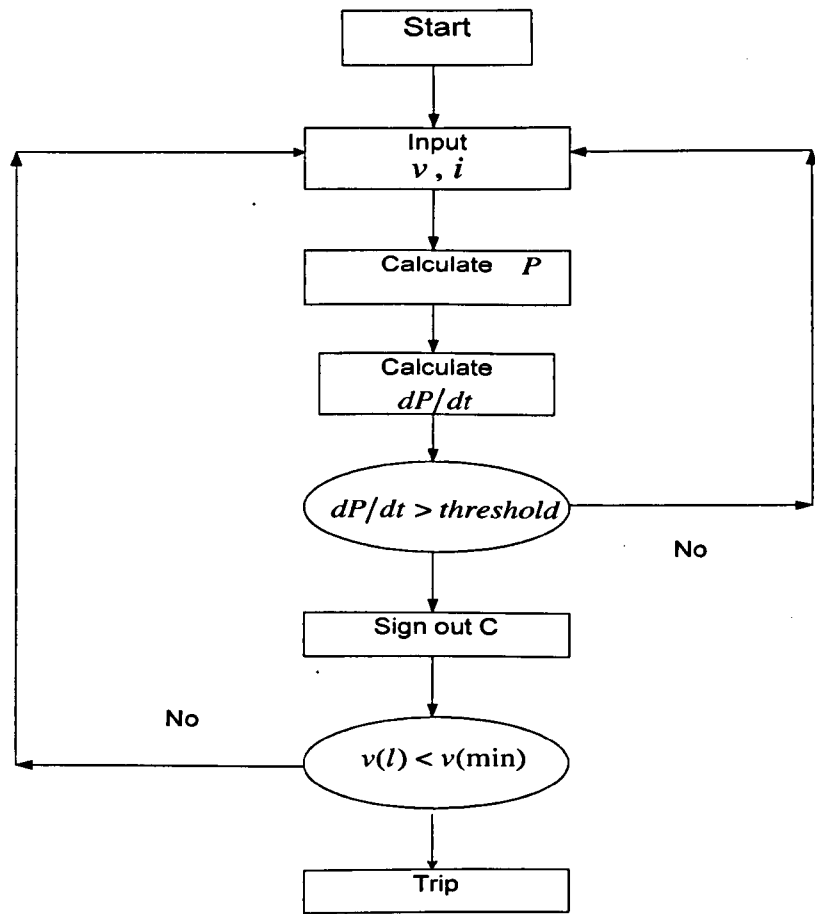 Start
Input
v , i
Calculate P
Calculate
dP/dt
dP/dt > threshold
No
Sign out C
No
v(l) < v(min)
Trip